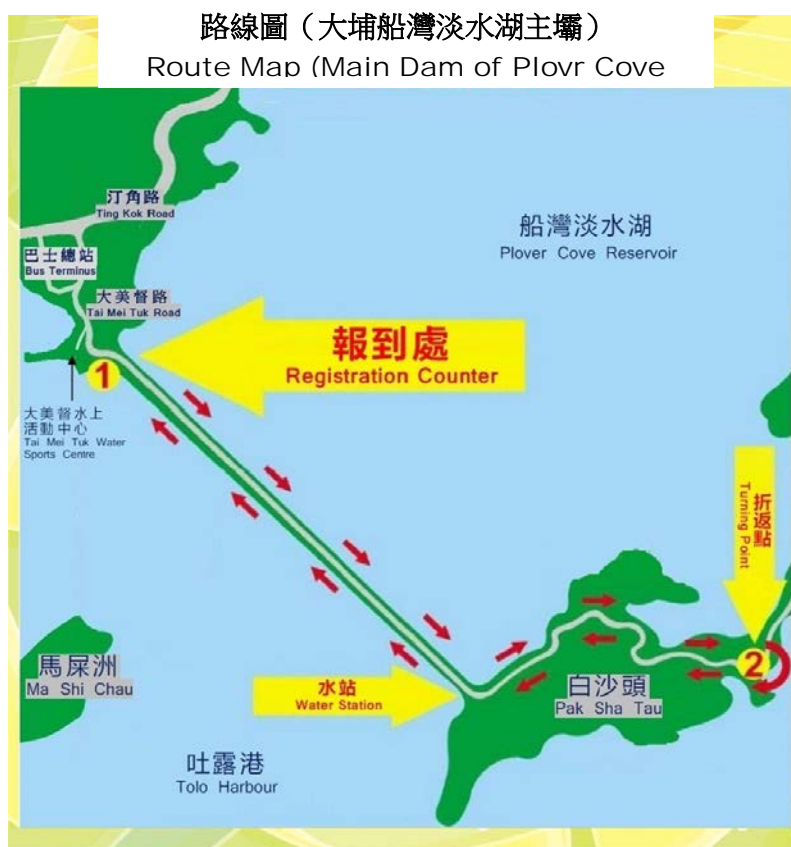 路線圖（大埔船灣淡水湖主壩）
Route Map (Main Dam of Plovr Cove
汀角路
Ting Kok Road
船灣淡水湖
Plover Cove Reservoir
巴士總站
Bus Terminus
大美督路
Tai Mei Tuk Road
報到處
Registration Counter
1
大美督水上
活動中心
Tai Mei Tuk Water
Sports Centre
折返點
Turning Point
2
馬屎洲
Ma Shi Chau
水站
Water Station
白沙頭
Pak Sha Tau
吐露港
Tolo Harbour